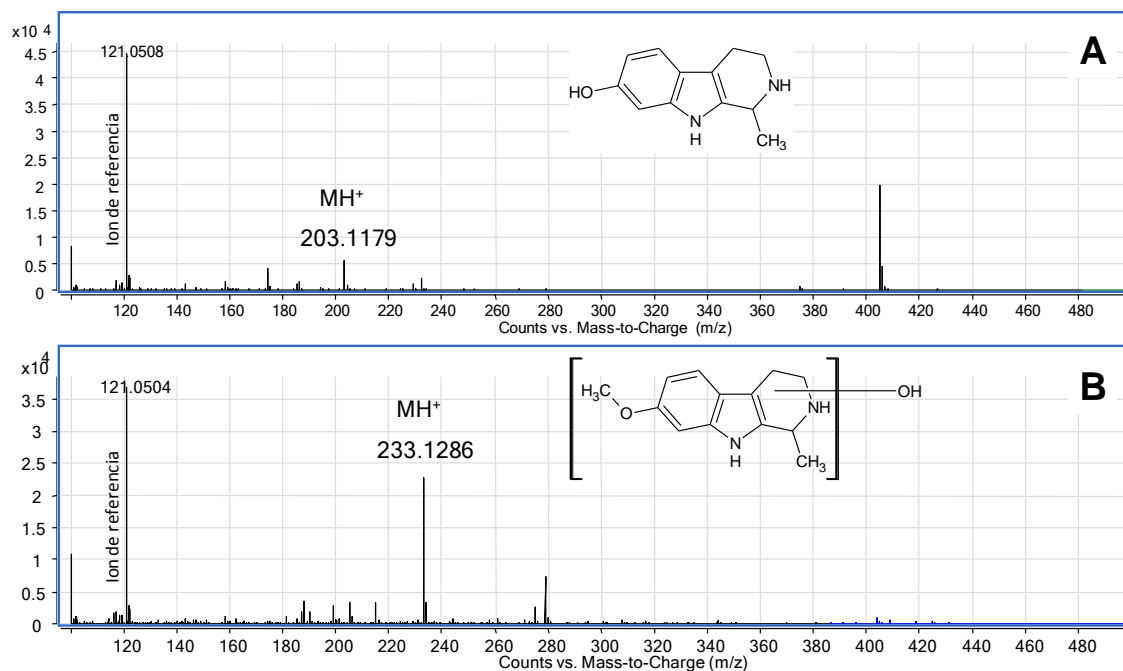 x10 4
A
4.5
4
3.5
3
2.5
2
1.5
1
0.5
0
121.0508
Ion de referencia
MH+
203.1179
HO
N
H
NH
CH3
120 140 160 180 200 220 240 260 280 300 320 340 360 380 400 420 440 460 480
Counts vs. Mass-to-Charge (m/z)
x10 4
B
3.5
3
2.5
2
1.5
1
0.5
0
121.0504
Ion de referencia
MH+
233.1286
H3C
O
N
H
NH
CH3
OH
120 140 160 180 200 220 240 260 280 300 320 340 360 380 400 420 440 460 480
Counts vs. Mass-to-Charge (m/z)